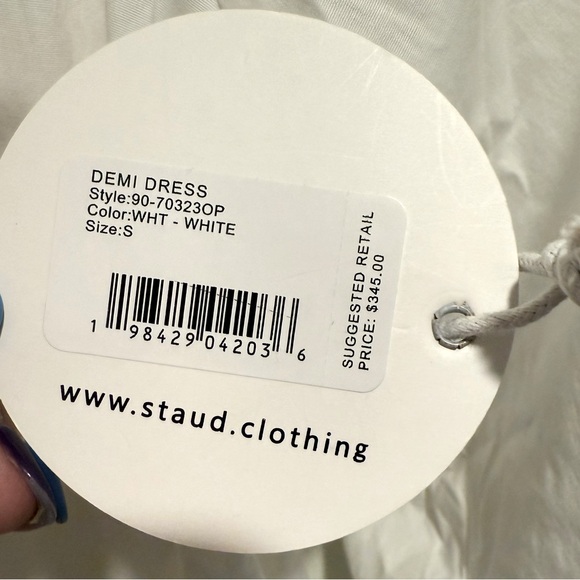 DEMI DRESS
Style:90-70323OP
Color:WHT - WHITE
Size:S
1 98429 04203 6
SUGGESTED RETAIL
PRICE: $345.00
www.staud.clothing